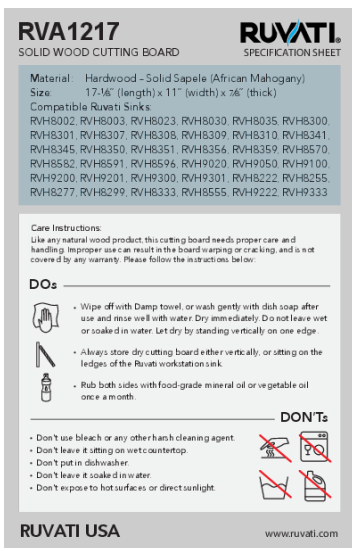 RVA1217
SOLID WOOD CUTTING BOARD
RUVATI®
SPECIFICATION SHEET
Material: Hardwood – Solid Sapele (African Mahogany)
Size: 17-⅛" (length) x 11" (width) x ⅞" (thick)
Compatible Ruvati Sinks:
RVH8002, RVH8003, RVH8023, RVH8030, RVH8035, RVH8300,
RVH8301, RVH8307, RVH8308, RVH8309, RVH8310, RVH8341,
RVH8345, RVH8350, RVH8351, RVH8356, RVH8359, RVH8570,
RVH8582, RVH8591, RVH8596, RVH9020, RVH9050, RVH9100,
RVH9200, RVH9201, RVH9300, RVH9301, RVH8222, RVH8255,
RVH8277, RVH8299, RVH8333, RVH8555, RVH9222, RVH9333
Care Instructions:
Like any natural wood product, this cutting board needs proper care and
handling. Improper use can result in the board warping or cracking, and is not
covered by any warranty. Please follow the instructions below:
DOs
• Wipe off with Damp towel, or wash gently with dish soap after
use and rinse well with water. Dry immediately. Do not leave wet
or soaked in water. Let dry by standing vertically on one edge.
• Always store dry cutting board either vertically, or sitting on the
ledges of the Ruvati workstation sink.
• Rub both sides with food-grade mineral oil or vegetable oil
once a month.
DON'Ts
• Don't use bleach or any other harsh cleaning agent.
• Don't leave it sitting on wet countertop.
• Don't put in dishwasher.
• Don't leave it soaked in water.
• Don't expose to hot surfaces or direct sunlight.
RUVATI USA
www.ruvati.com